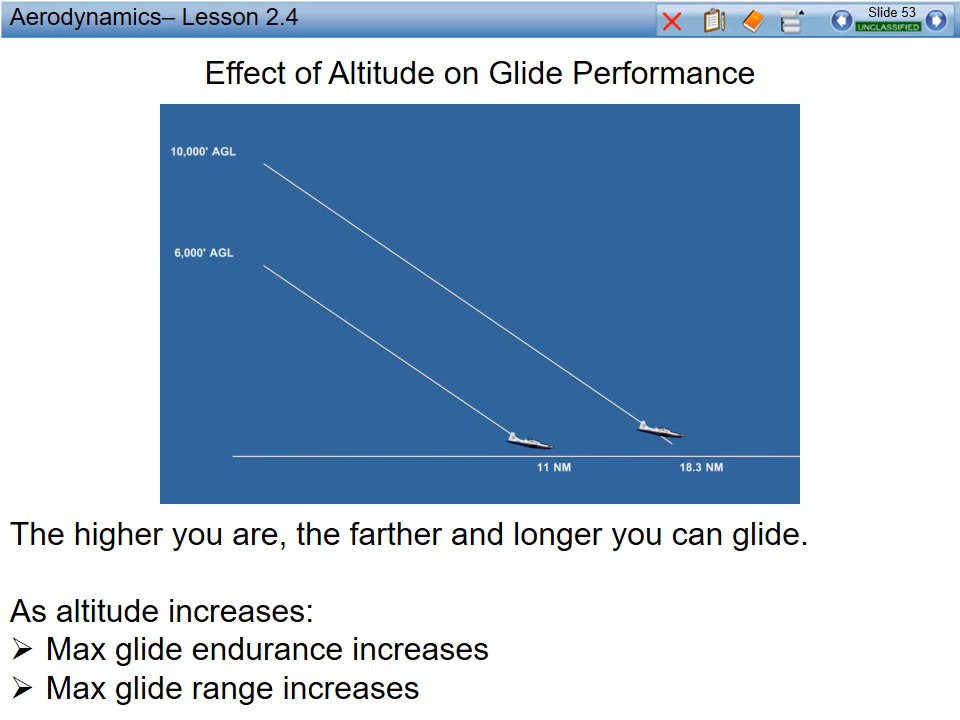 Aerodynamics– Lesson 2.4
Slide 53
UNCLASSIFIED
Effect of Altitude on Glide Performance
10,000' AGL
6,000' AGL
11 NM
18.3 NM
The higher you are, the farther and longer you can glide.
As altitude increases:
➢ Max glide endurance increases
➢ Max glide range increases